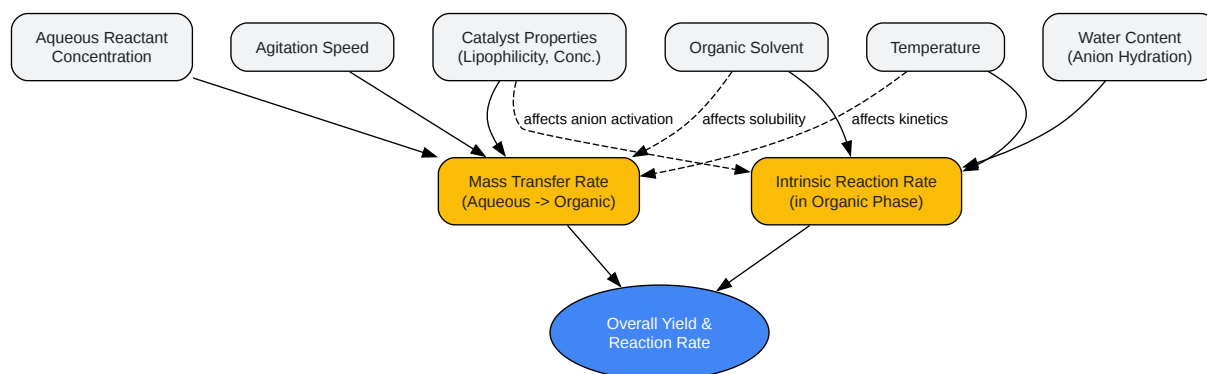 Aqueous Reactant
Concentration
Agitation Speed
Catalyst Properties
(Lipophilicity, Conc.)
Organic Solvent
Temperature
Water Content
(Anion Hydration)
affects anion activation
affects solubility
affects kinetics
Mass Transfer Rate
(Aqueous -> Organic)
Intrinsic Reaction Rate
(in Organic Phase)
Overall Yield &
Reaction Rate